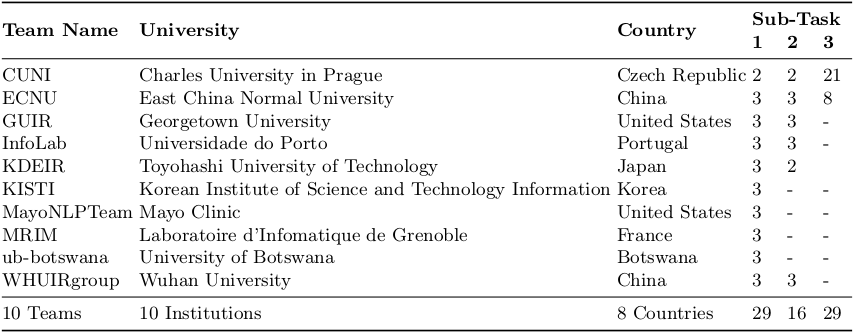 Team Name University Country Sub-Task
1 2 3
CUNI Charles University in Prague Czech Republic 2 2 21
ECNU East China Normal University China 3 3 8
GUIR Georgetown University United States 3 3 -
InfoLab Universidade do Porto Portugal 3 3 -
KDEIR Toyohashi University of Technology Japan 3 2
KISTI Korean Institute of Science and Technology Information Korea 3 - -
MayoNLPTeam Mayo Clinic United States 3 - -
MRIM Laboratoire d'Infomatique de Grenoble France 3 - -
ub-botswana University of Botswana Botswana 3 - -
WHUIRgroup Wuhan University China 3 3 -
10 Teams 10 Institutions 8 Countries 29 16 29